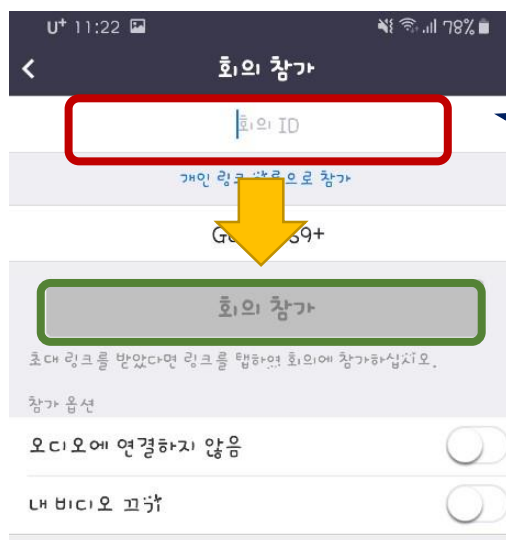 U⁺ 11:22 78%
회의 참가
회의 ID
개인 링크 으로 참가
S9+
회의 참가
초대 링크를 받았다면 링크를 탭하여 회의에 참가하십시오.
참가 옵션
오디오에 연결하지 않음
내 비디오 끄기